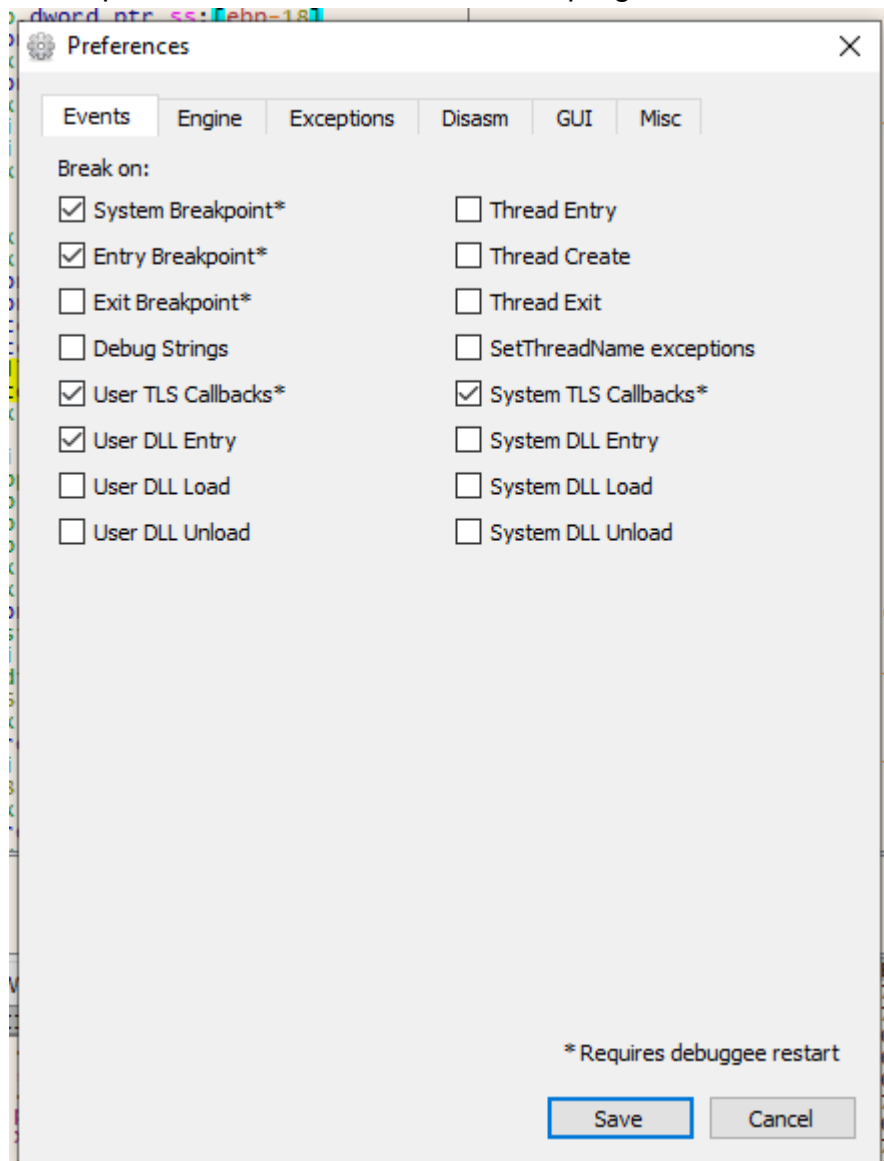 dword ptr ss:[ebp-18]
Preferences
Events Engine Exceptions Disasm GUI Misc
Break on:
System Breakpoint* Thread Entry
Entry Breakpoint* Thread Create
Exit Breakpoint* Thread Exit
Debug Strings SetThreadName exceptions
User TLS Callbacks* System TLS Callbacks*
User DLL Entry System DLL Entry
User DLL Load System DLL Load
User DLL Unload System DLL Unload
* Requires debuggee restart
Save Cancel